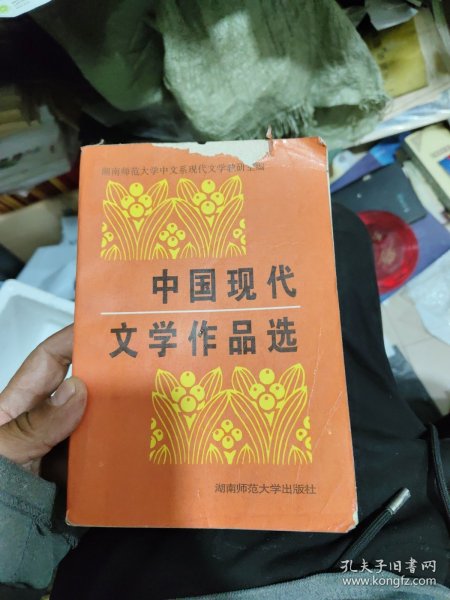 湖南师范大学中文系现代文学教研室编
中国现代
文学作品选
湖南师范大学出版社
孔夫子旧书网
www.kongfz.com